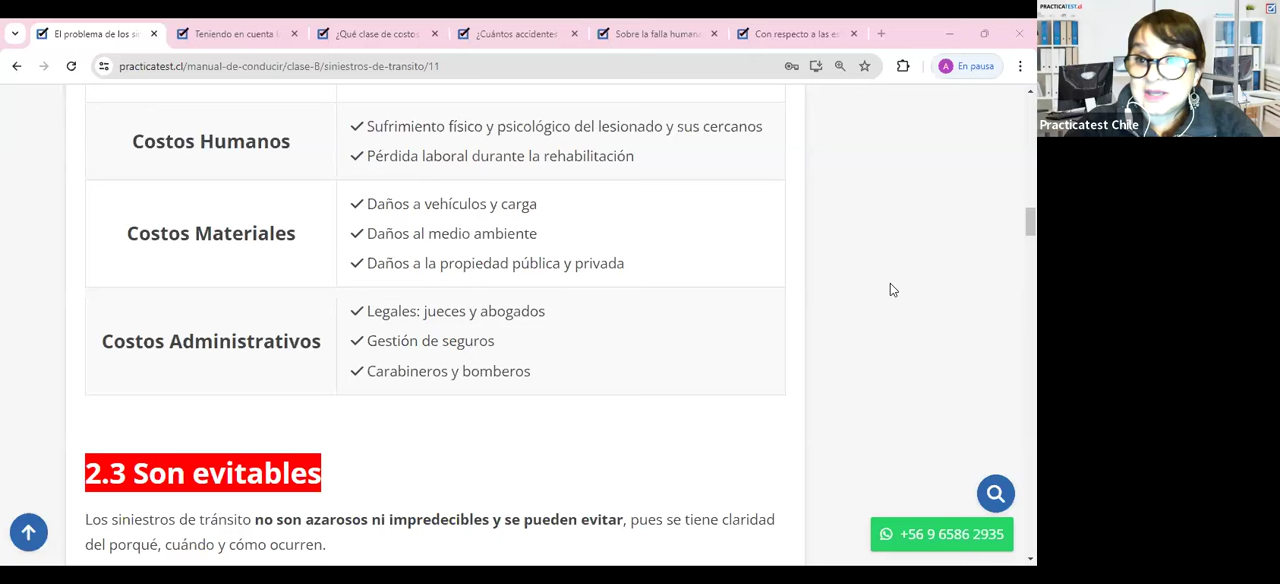 El problema de los si
Teniendo en cuenta l
¿Qué clase de costos
¿Cuántos accidentes
Sobre la falla humana
Con respecto a las es
practicatest.cl/manual-de-conducir/clase-B/siniestros-de-transito/11
A
En pausa
PRACTICATEST.cl
Practicatest Chile
Costos Humanos
Sufrimiento físico y psicológico del lesionado y sus cercanos
Pérdida laboral durante la rehabilitación
Costos Materiales
Daños a vehículos y carga
Daños al medio ambiente
Daños a la propiedad pública y privada
Costos Administrativos
Legales: jueces y abogados
Gestión de seguros
Carabineros y bomberos
2.3 Son evitables
Los siniestros de tránsito no son azarosos ni impredecibles y se pueden evitar, pues se tiene claridad
del porqué, cuándo y cómo ocurren.
+56 9 6586 2935